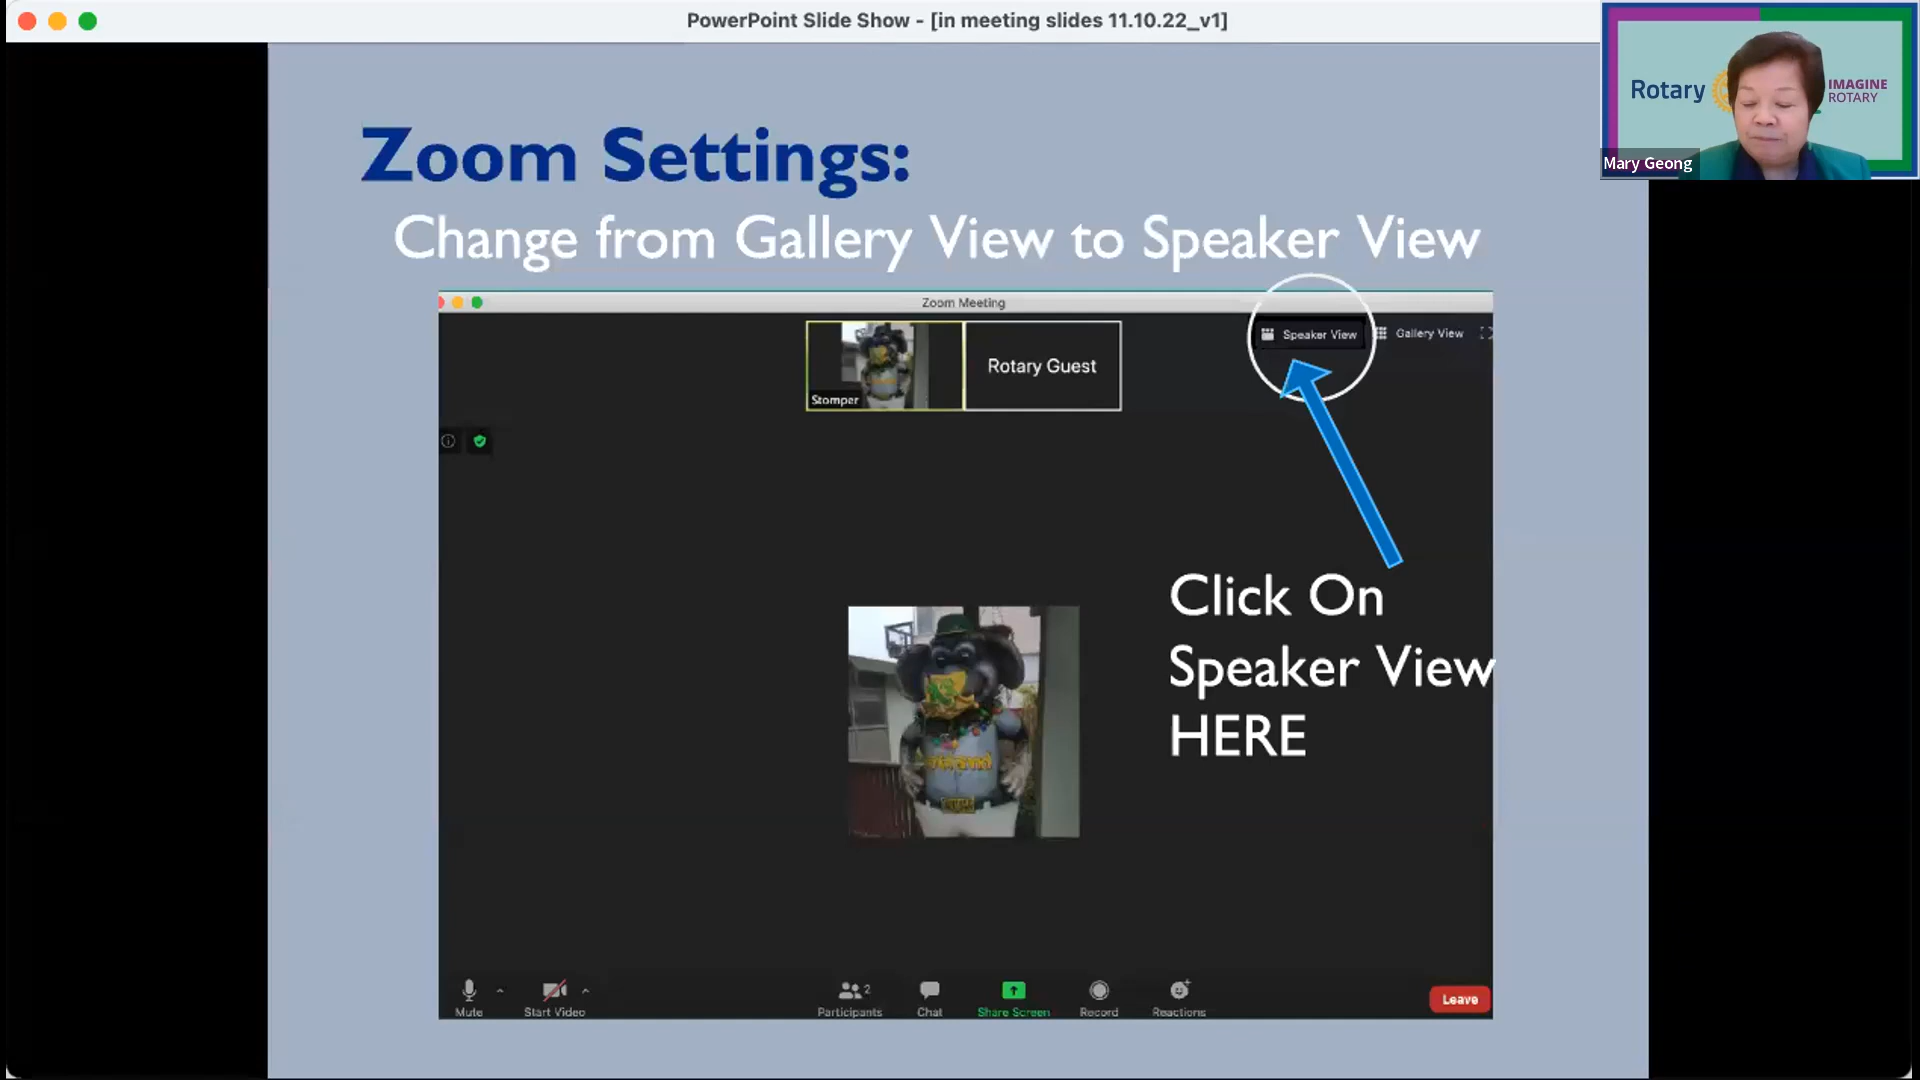 PowerPoint Slide Show - [in meeting slides 11.10.22_v1]
Rotary
IMAGINE
ROTARY
Mary Geong
Zoom Settings:
Change from Gallery View to Speaker View
Zoom Meeting
Speaker View
Gallery View
Stomper
Rotary Guest
Click On
Speaker View
HERE
Mute
Start Video
Participants
2
Chat
Share Screen
Record
Reactions
Leave